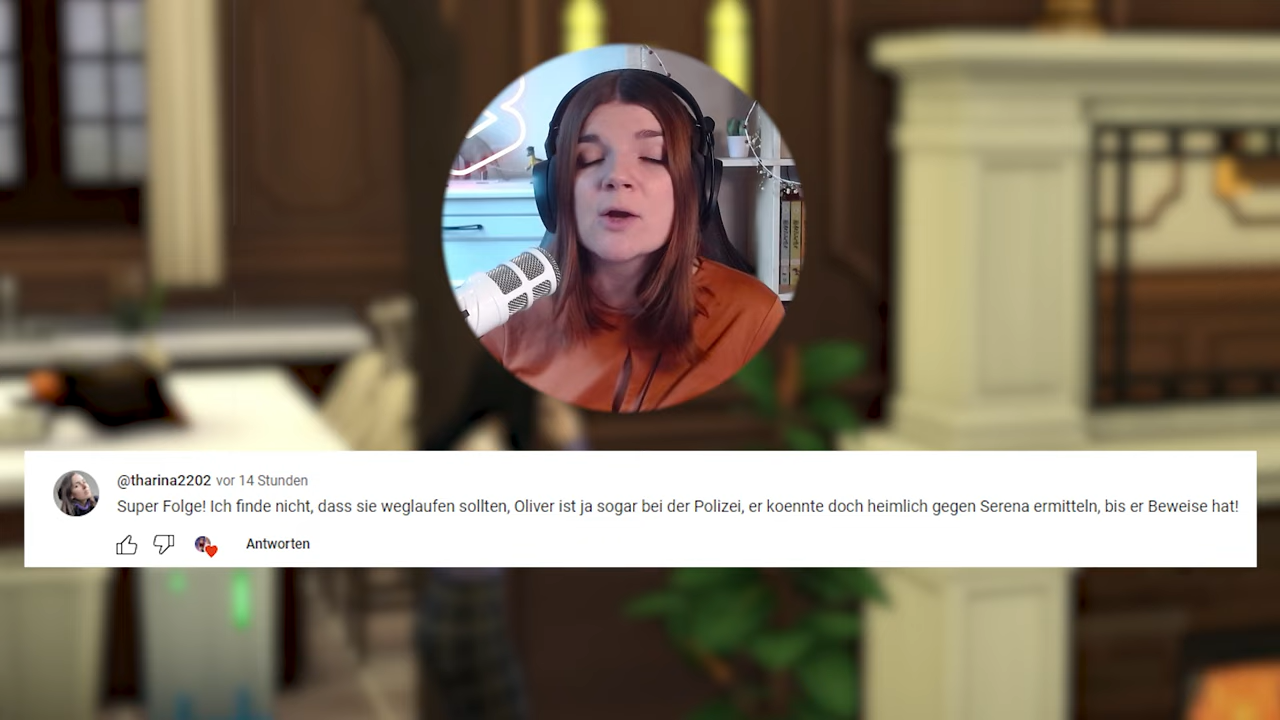 @tharina2202 vor 14 Stunden
Super Folge! Ich finde nicht, dass sie weglaufen sollten, Oliver ist ja sogar bei der Polizei, er koennte doch heimlich gegen Serena ermitteln, bis er Beweise hat!
Antworten